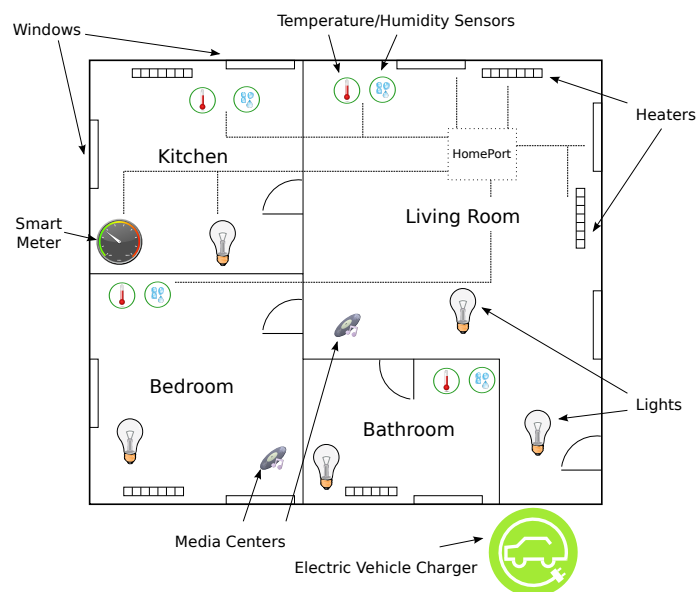 Temperature/Humidity Sensors
Windows
Heaters
HomePort
Kitchen
Living Room
Smart
Meter
Bedroom
Bathroom
Lights
Media Centers
Electric Vehicle Charger